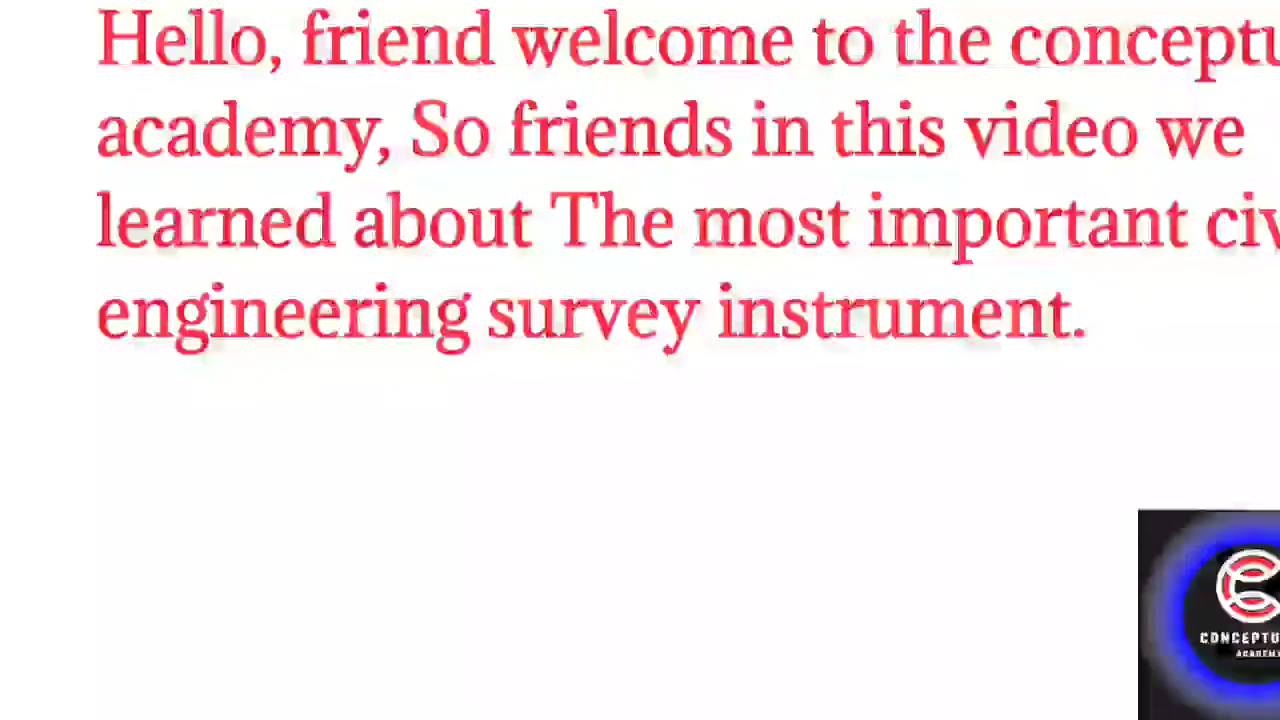 Hello, friend welcome to the conceptu
academy, So friends in this video we
learned about The most important civ
engineering survey instrument.
CONCEPTU
ACADEMY